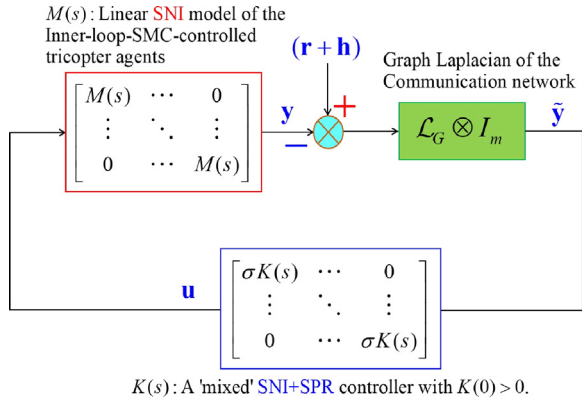 M(s): Linear SNI model of the
Inner-loop-SMC-controlled
tricopter agents
(r + h)
Graph Laplacian of the
Communication network
M(s) ⋯ 0
⋮ ⋱ ⋮
0 ⋯ M(s)
y
−
+
ℒ_G ⊗ I_m
ỹ
σK(s) ⋯ 0
⋮ ⋱ ⋮
0 ⋯ σK(s)
u
K(s): A 'mixed' SNI+SPR controller with K(0) > 0.